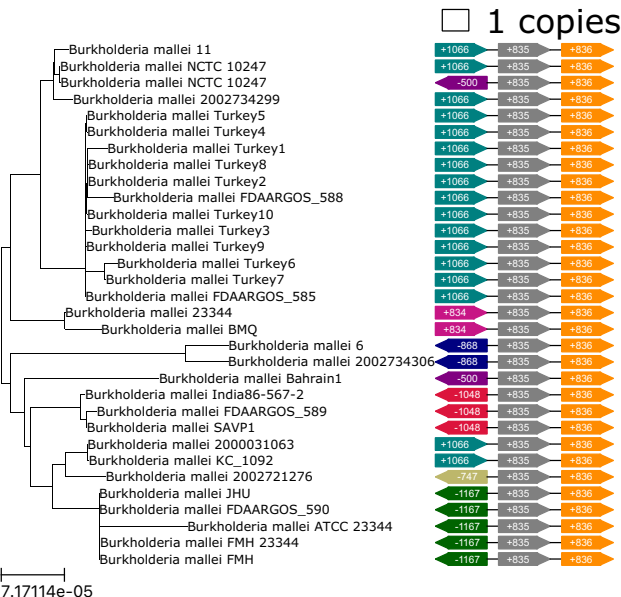 1 copies
Burkholderia mallei 11 +1066 +835 +836
Burkholderia mallei NCTC 10247 +1066 +835 +836
Burkholderia mallei NCTC 10247 -500 +835 +836
Burkholderia mallei 2002734299 +1066 +835 +836
Burkholderia mallei Turkey5 +1066 +835 +836
Burkholderia mallei Turkey4 +1066 +835 +836
Burkholderia mallei Turkey1 +1066 +835 +836
Burkholderia mallei Turkey8 +1066 +835 +836
Burkholderia mallei Turkey2 +1066 +835 +836
Burkholderia mallei FDAARGOS_588 +1066 +835 +836
Burkholderia mallei Turkey10 +1066 +835 +836
Burkholderia mallei Turkey3 +1066 +835 +836
Burkholderia mallei Turkey9 +1066 +835 +836
Burkholderia mallei Turkey6 +1066 +835 +836
Burkholderia mallei Turkey7 +1066 +835 +836
Burkholderia mallei FDAARGOS_585 +1066 +835 +836
Burkholderia mallei 23344 +834 +835 +836
Burkholderia mallei BMQ +834 +835 +836
Burkholderia mallei 6 -868 +835 +836
Burkholderia mallei 2002734306 -868 +835 +836
Burkholderia mallei Bahrain1 -500 +835 +836
Burkholderia mallei India86-567-2 -1048 +835 +836
Burkholderia mallei FDAARGOS_589 -1048 +835 +836
Burkholderia mallei SAVP1 -1048 +835 +836
Burkholderia mallei 2000031063 +1066 +835 +836
Burkholderia mallei KC_1092 +1066 +835 +836
Burkholderia mallei 2002721276 -747 +835 +836
Burkholderia mallei JHU -1167 +835 +836
Burkholderia mallei FDAARGOS_590 -1167 +835 +836
Burkholderia mallei ATCC 23344 -1167 +835 +836
Burkholderia mallei FMH 23344 -1167 +835 +836
Burkholderia mallei FMH -1167 +835 +836
7.17114e-05